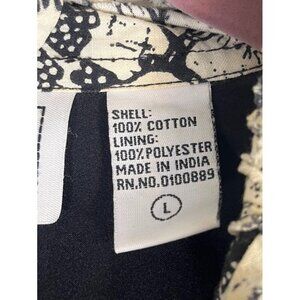 SHELL:
100% COTTON
LINING:
100% POLYESTER
MADE IN INDIA
RN.NO.0100889
L